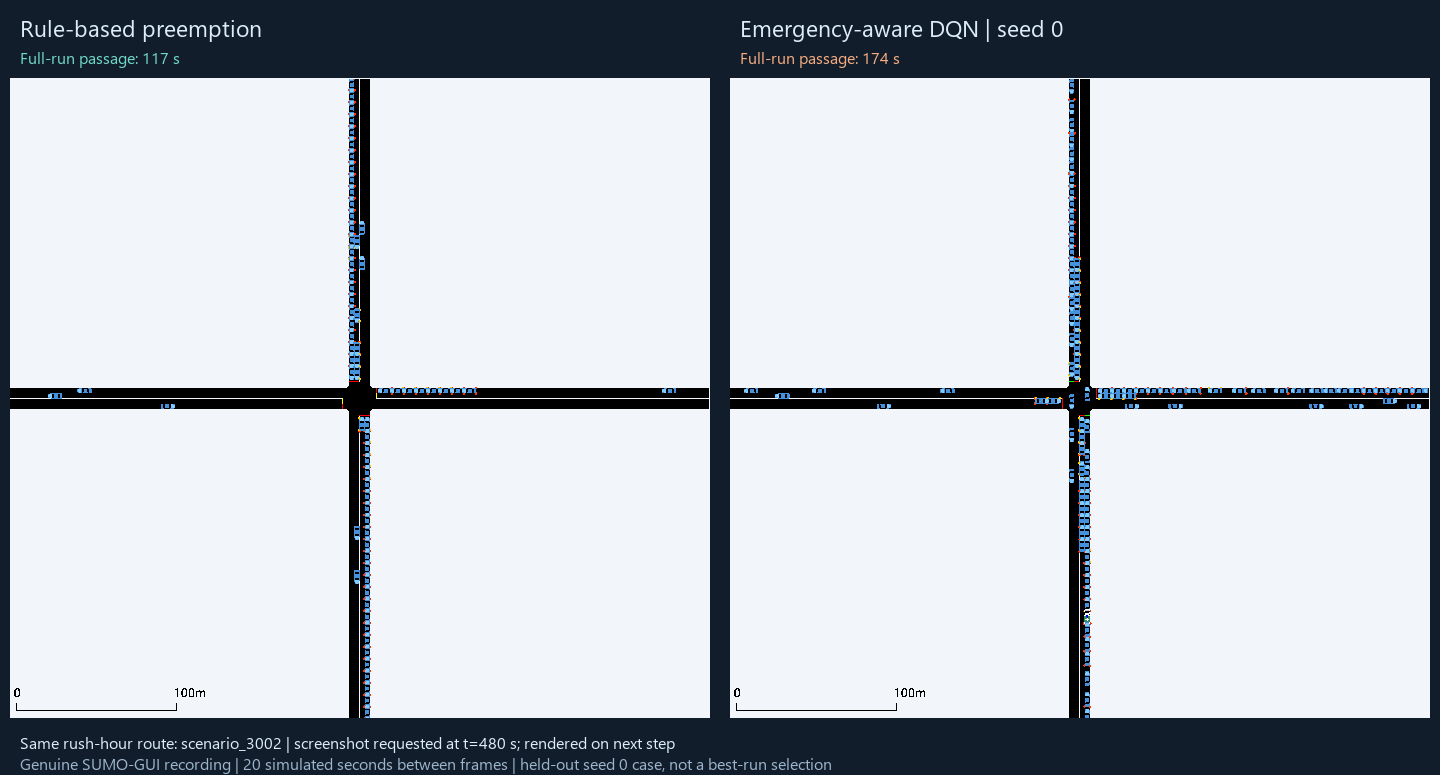 Rule-based preemption
Full-run passage: 117 s
Emergency-aware DQN | seed 0
Full-run passage: 174 s
0 100m
0 100m
Same rush-hour route: scenario_3002 | screenshot requested at t=480 s; rendered on next step
Genuine SUMO-GUI recording | 20 simulated seconds between frames | held-out seed 0 case, not a best-run selection